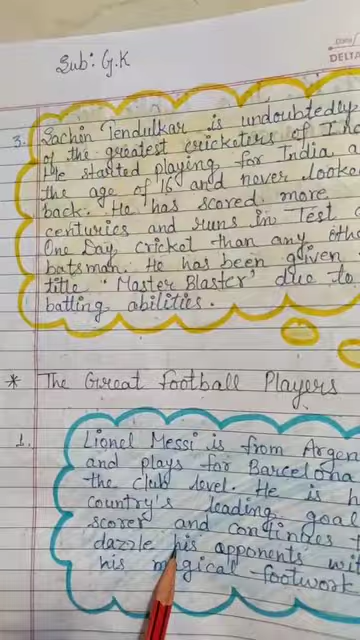 Sub: G.K
DELTA
3. Sachin Tendulkar is undoubtedly
of the greatest cricketers of
He started playing for India
the age of 16 and never looke
back. He has scored more
centuries and runs in Test
One Day cricket than any othe
batsman. He has been given
title "Master Blaster" due to
batting abilities.
* The Great Football Players
1. Lionel Messi is from Argen
and plays for Barcelona
the club level. He is
country's leading goal
scorer and continues
dazzle his opponents wit
his magical footwork